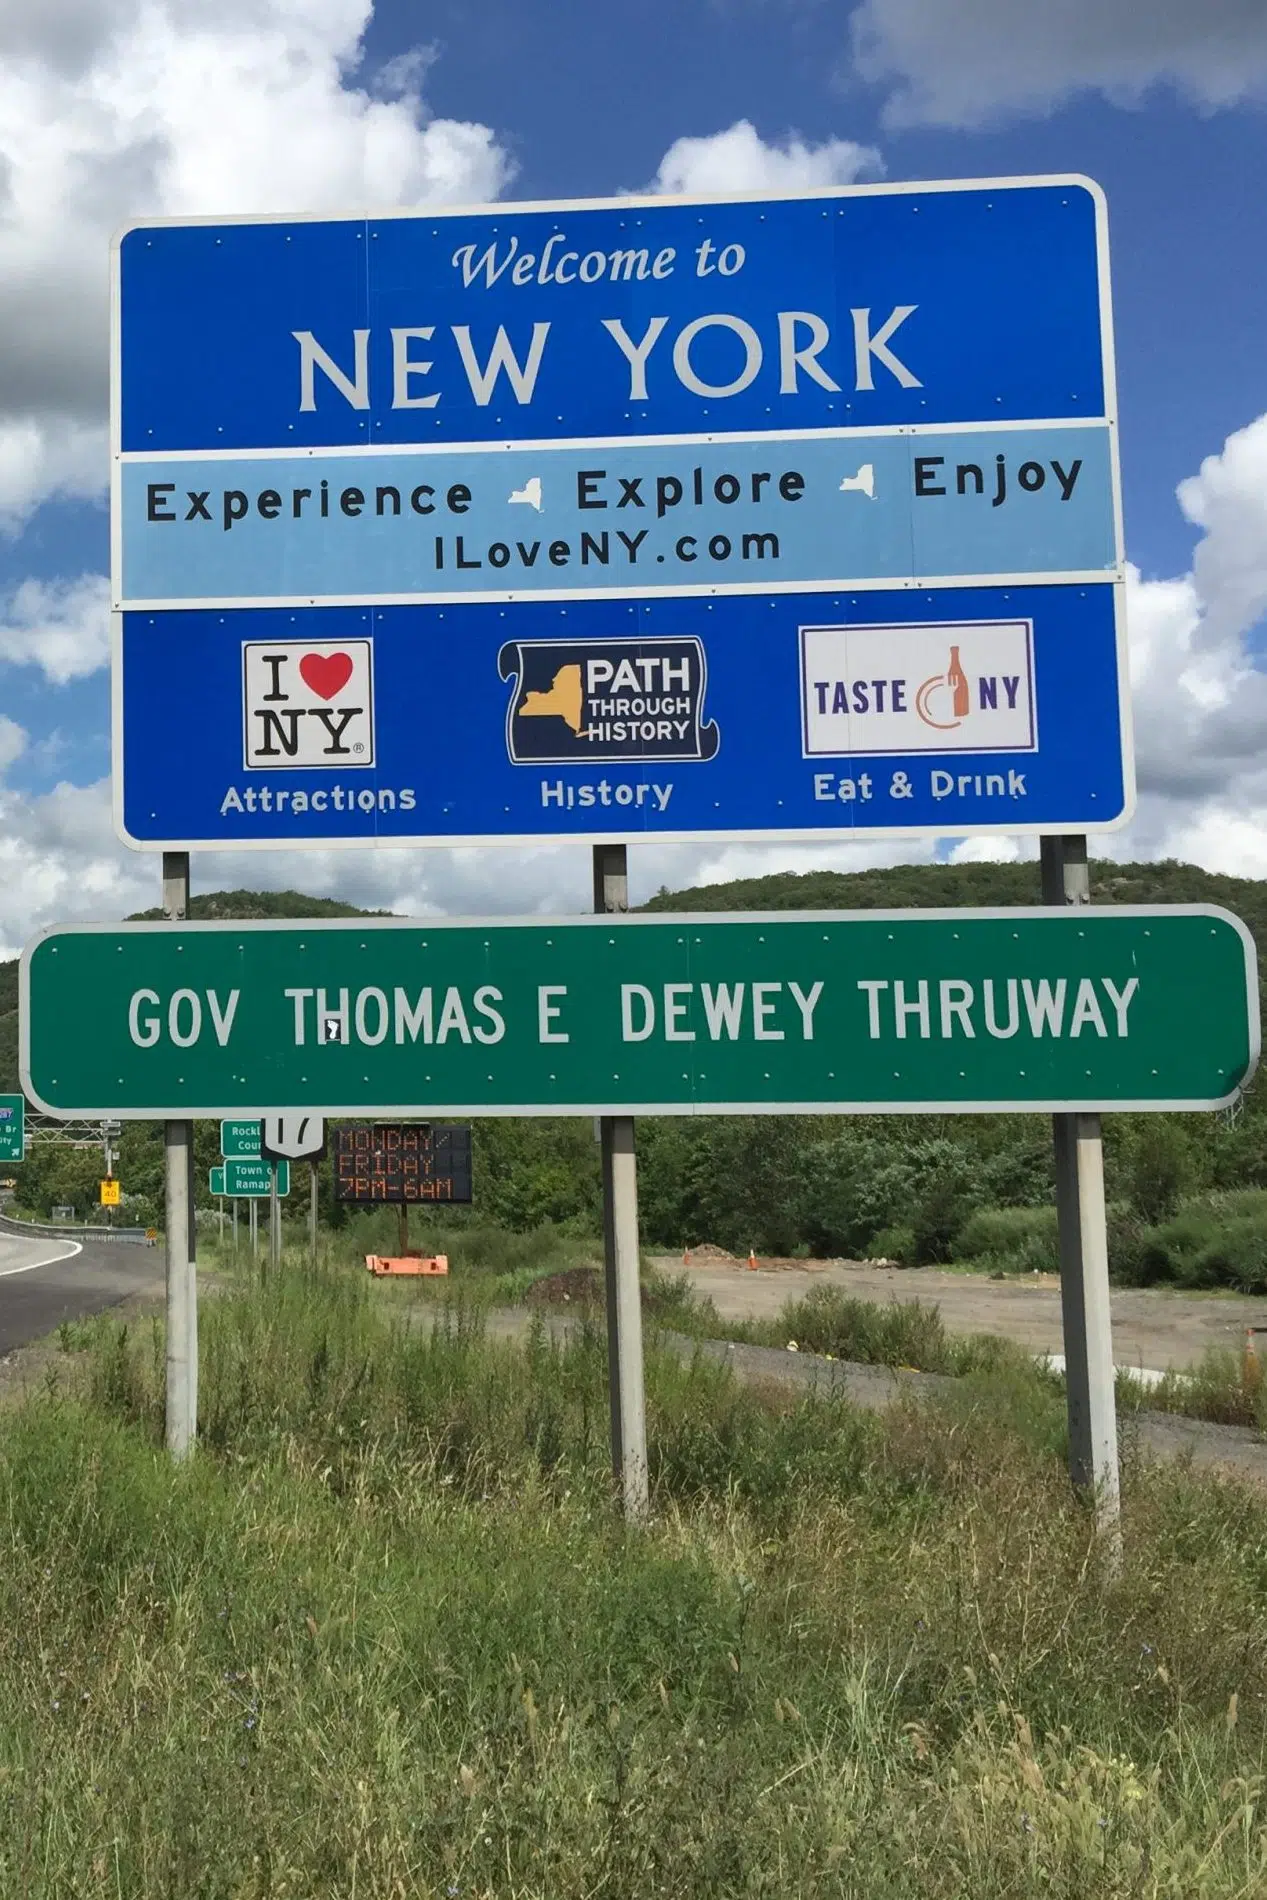 Welcome to
NEW YORK
Experience Explore Enjoy
ILoveNY.com
I ♥
NY®
Attractions
PATH
THROUGH
HISTORY
History
TASTE NY
Eat & Drink
GOV THOMAS E DEWEY THRUWAY
17
Town
MONDAY/
FRIDAY
7PM-6AM
40